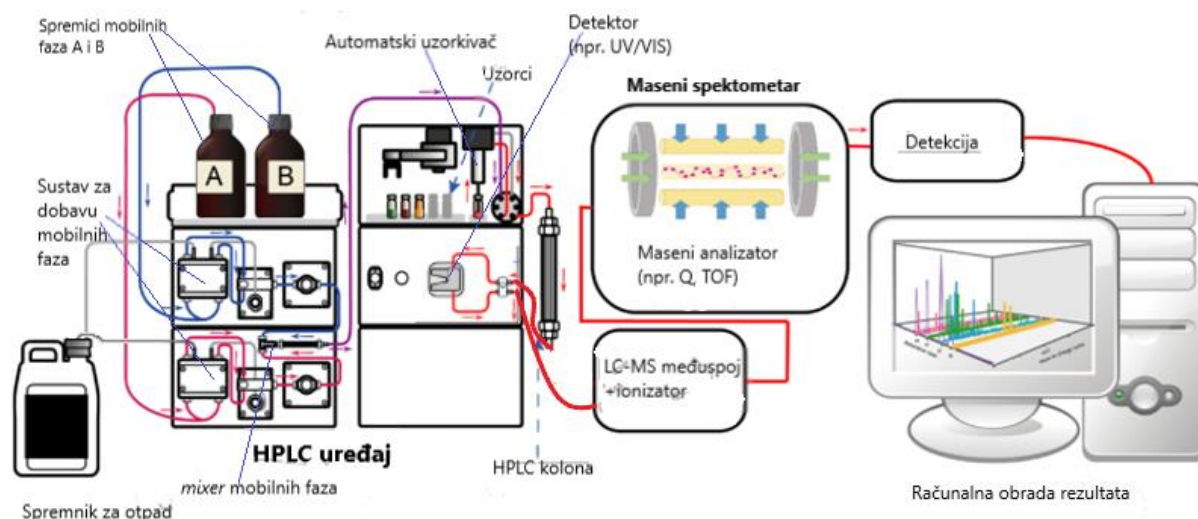 Spremici mobilnih
faza A i B
Automatski uzorkivač
Detektor
(npr. UV/VIS)
Uzorci
Maseni spektometar
Detekcija
A
B
Sustav za
dobavu
mobilnih
faza
Maseni analizator
(npr. Q, TOF)
LC-MS međuspoj
+ionizator
HPLC uređaj
HPLC kolona
mixer mobilnih faza
Računalna obrada rezultata
Spremnik za otpad